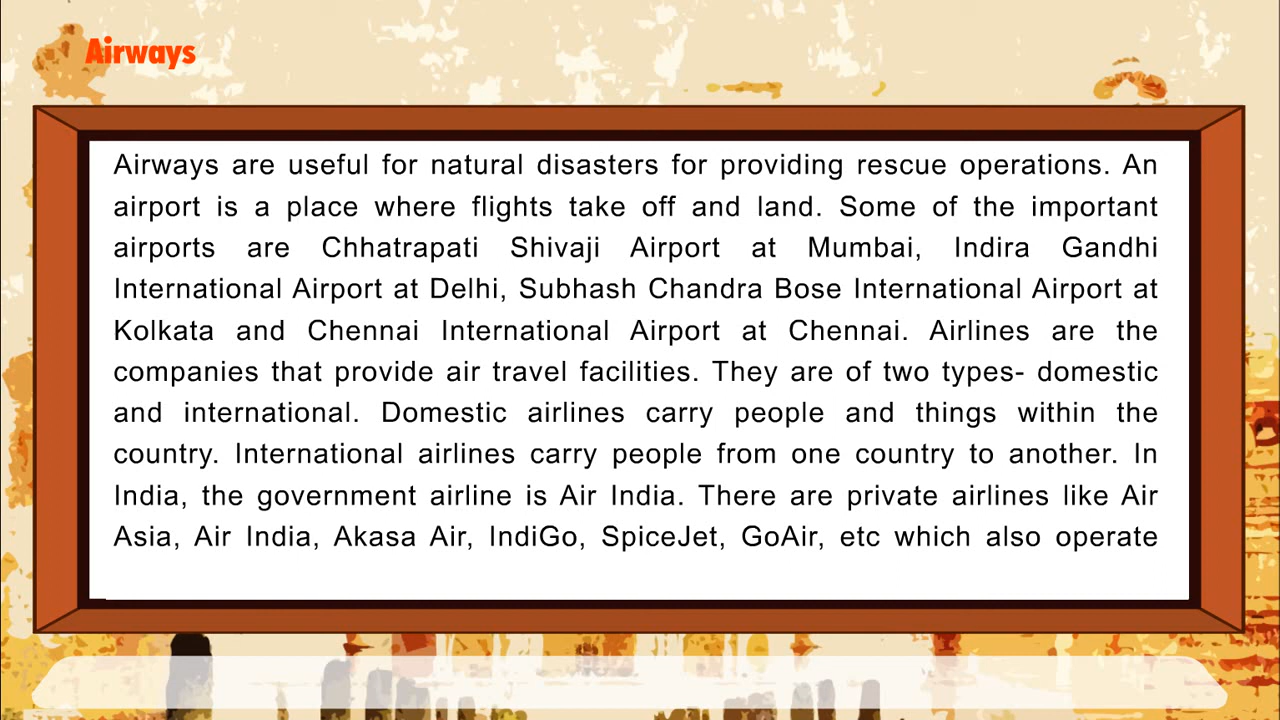 Airways
Airways are useful for natural disasters for providing rescue operations. An
airport is a place where flights take off and land. Some of the important
airports are Chhatrapati Shivaji Airport at Mumbai, Indira Gandhi
International Airport at Delhi, Subhash Chandra Bose International Airport at
Kolkata and Chennai International Airport at Chennai. Airlines are the
companies that provide air travel facilities. They are of two types- domestic
and international. Domestic airlines carry people and things within the
country. International airlines carry people from one country to another. In
India, the government airline is Air India. There are private airlines like Air
Asia, Air India, Akasa Air, IndiGo, SpiceJet, GoAir, etc which also operate